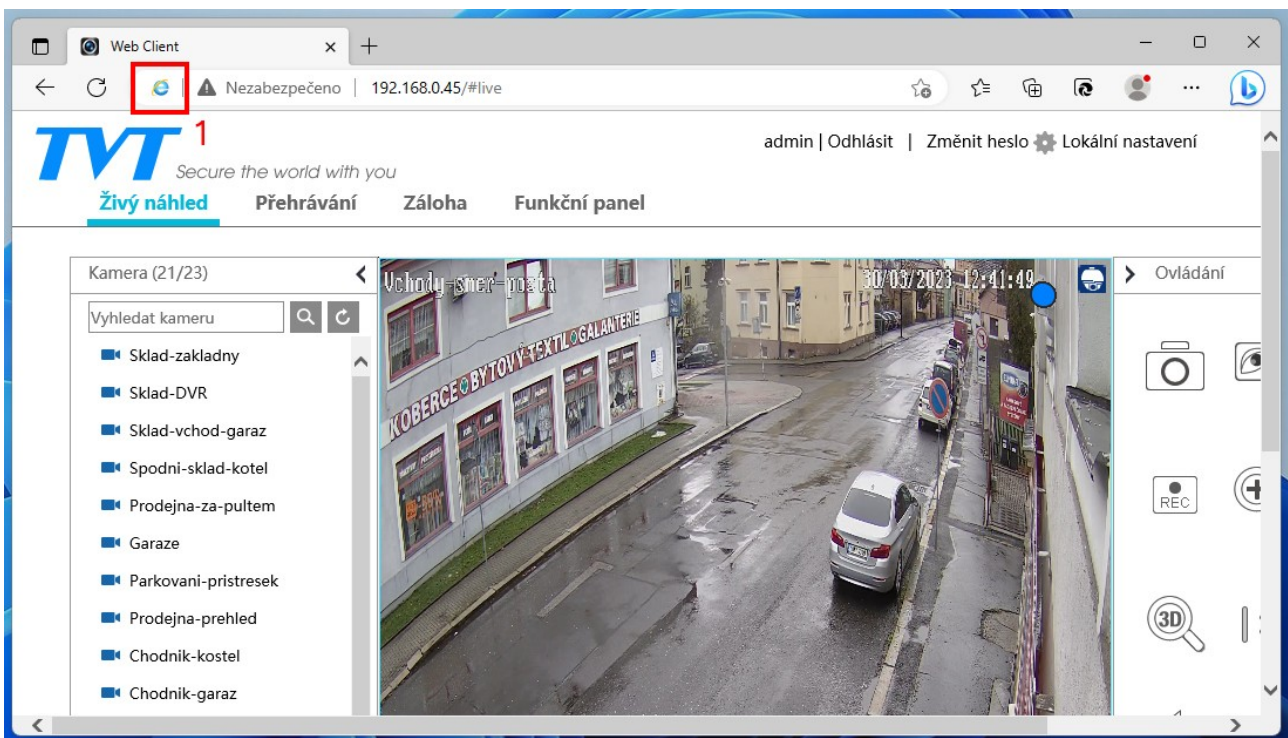 Web Client
Nezabezpečeno | 192.168.0.45/#live
1
TVT
Secure the world with you
admin | Odhlásit | Změnit heslo Lokální nastavení
Živý náhled Přehrávání Záloha Funkční panel
Kamera (21/23)
Vyhledat kameru
Sklad-zakladny
Sklad-DVR
Sklad-vchod-garaz
Spodni-sklad-kotel
Prodejna-za-pultem
Garaze
Parkovani-pristresek
Prodejna-prehled
Chodnik-kostel
Chodnik-garaz
Vchody-smer-posta
30/03/2023 12:41:49
KOBERCE BYTOVÝ TEXTIL GALANTERIE
Ovládání
REC
3D